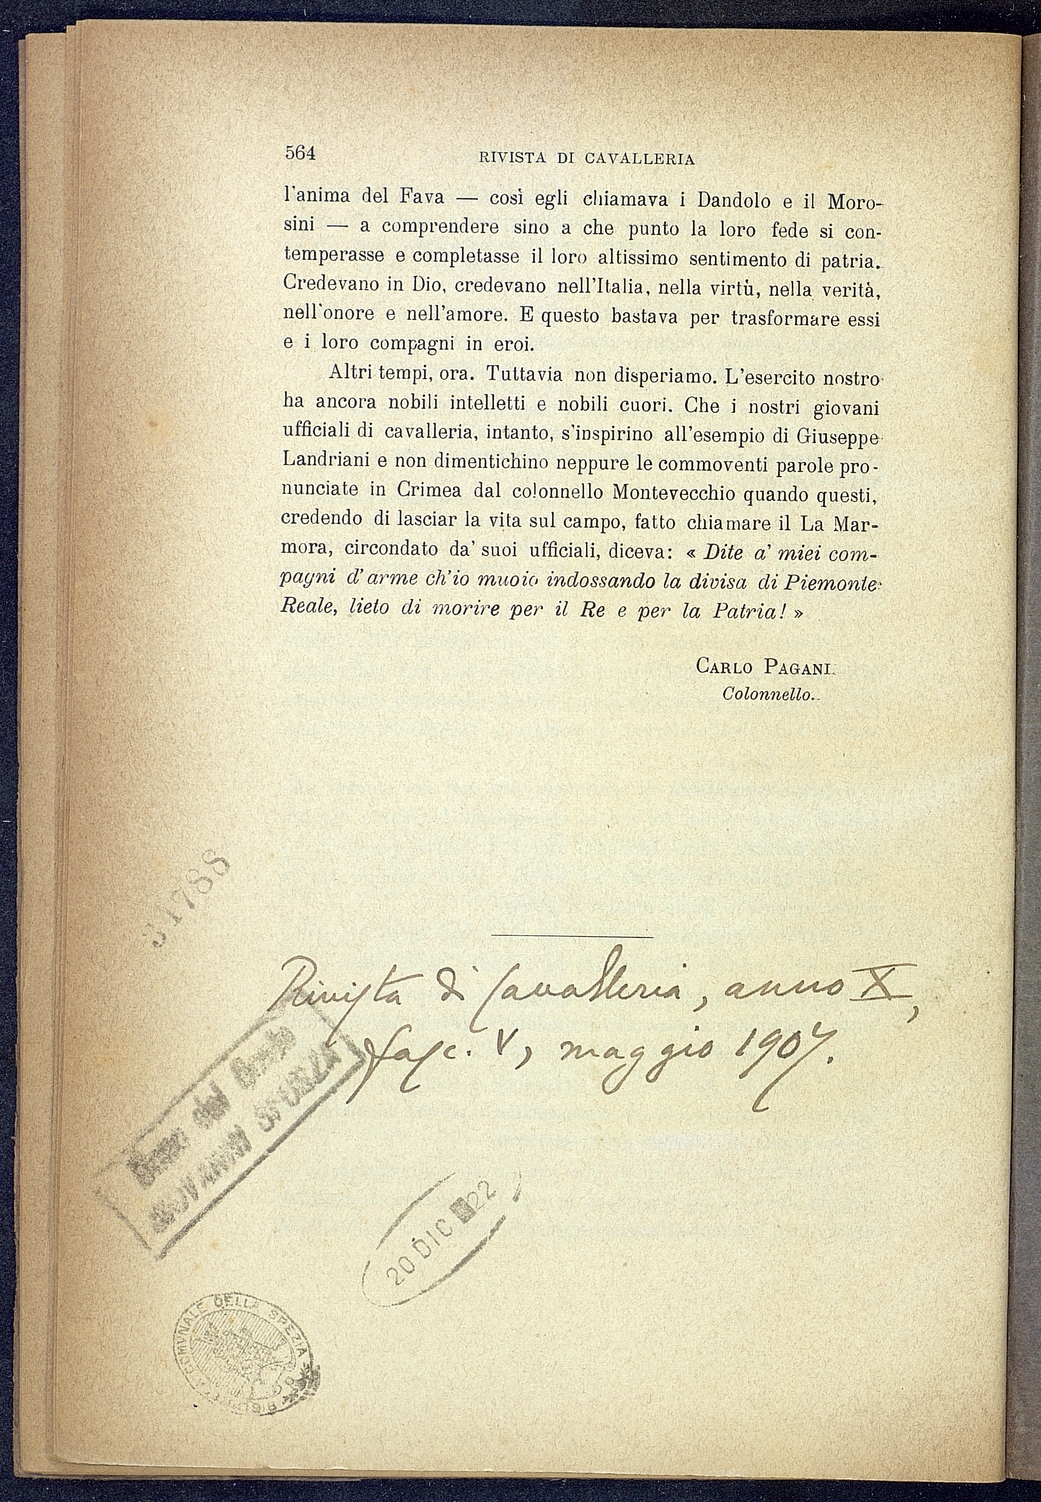 564
RIVISTA DI CAVALLERIA
l'anima del Fava — così egli chiamava i Dandolo e il Moro-
sini — a comprendere sino a che punto la loro fede si con-
temperasse e completasse il loro altissimo sentimento di patria.
Credevano in Dio, credevano nell'Italia, nella virtù, nella verità,
nell'onore e nell'amore. E questo bastava per trasformare essi
e i loro compagni in eroi.
Altri tempi, ora. Tuttavia non disperiamo. L'esercito nostro
ha ancora nobili intelletti e nobili cuori. Che i nostri giovani
ufficiali di cavalleria, intanto, s'inspirino all'esempio di Giuseppe
Landriani e non dimentichino neppure le commoventi parole pro-
nunciate in Crimea dal colonnello Montevecchio quando questi,
credendo di lasciar la vita sul campo, fatto chiamare il La Mar-
mora, circondato da' suoi ufficiali, diceva: « Dite a' miei com-
pagni d'arme ch'io muoio indossando la divisa di Piemonte
Reale, lieto di morire per il Re e per la Patria! »
CARLO PAGANI.
Colonnello.
31788
Rivista di Cavalleria, anno X,
fasc. V, maggio 1907.
del
20 DIC 22
COMVNALE DELLA SPEZIA